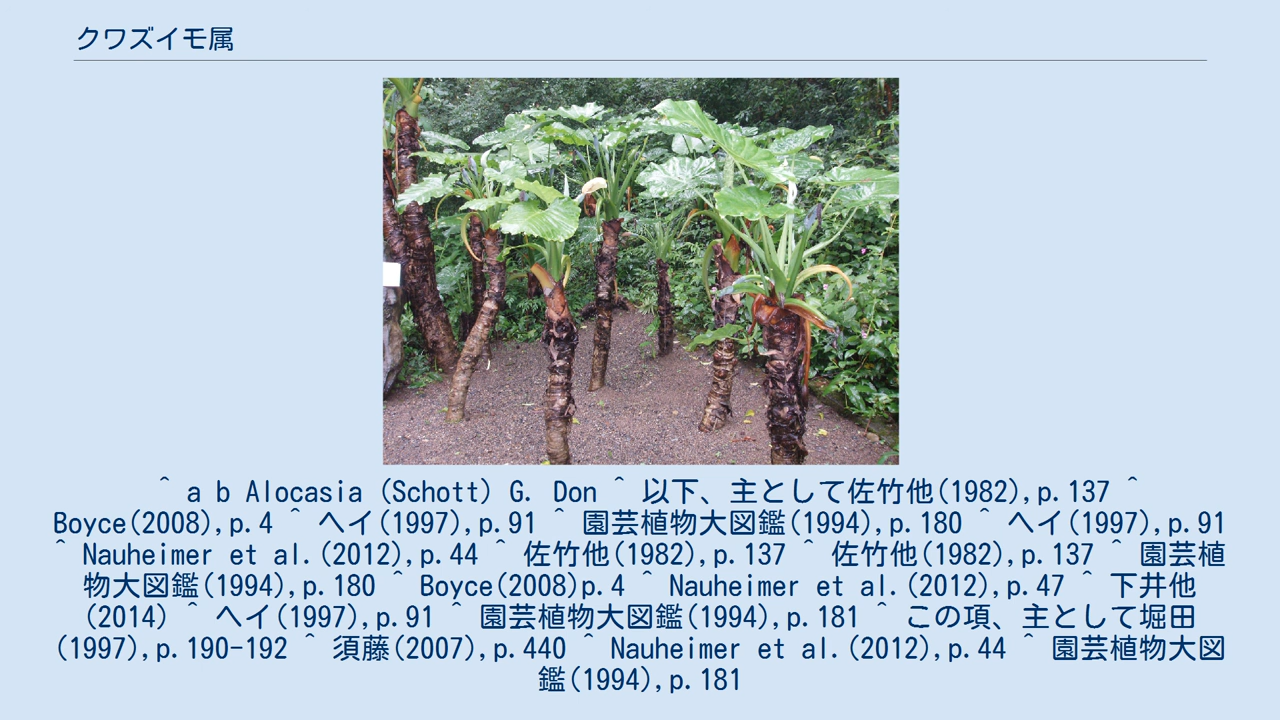 クワズイモ属
^ a b Alocasia (Schott) G. Don ^ 以下、主として佐竹他(1982),p.137 ^
Boyce(2008),p.4 ^ ヘイ(1997),p.91 ^ 園芸植物大図鑑(1994),p.180 ^ ヘイ(1997),p.91
^ Nauheimer et al.(2012),p.44 ^ 佐竹他(1982),p.137 ^ 佐竹他(1982),p.137 ^ 園芸植
物大図鑑(1994),p.180 ^ Boyce(2008)p.4 ^ Nauheimer et al.(2012),p.47 ^ 下井他
(2014) ^ ヘイ(1997),p.91 ^ 園芸植物大図鑑(1994),p.181 ^ この項、主として堀田
(1997),p.190-192 ^ 須藤(2007),p.440 ^ Nauheimer et al.(2012),p.44 ^ 園芸植物大図
鑑(1994),p.181